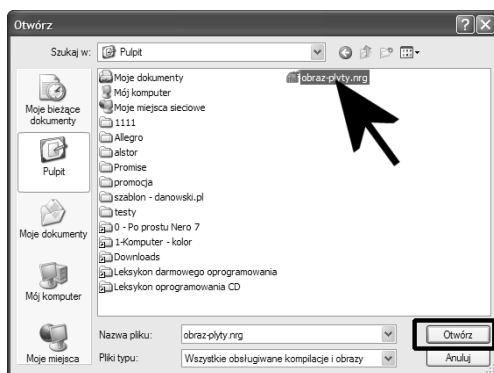 Otwórz
Szukaj w: Pulpit
Moje bieżące
dokumenty
Pulpit
Moje dokumenty
Mój komputer
Moje miejsca
Moje dokumenty
Mój komputer
Moje miejsca sieciowe
1111
Allegro
alstor
Promise
promocja
szablon - danowski.pl
testy
0 - Po prostu Nero 7
1-Komputer - kolor
Downloads
Leksykon darmowego oprogramowania
Leksykon oprogramowania CD
obraz-plyty.nrg
Nazwa pliku: obraz-plyty.nrg Otwórz
Pliki typu: Wszystkie obsługiwane kompilacje i obrazy Anuluj